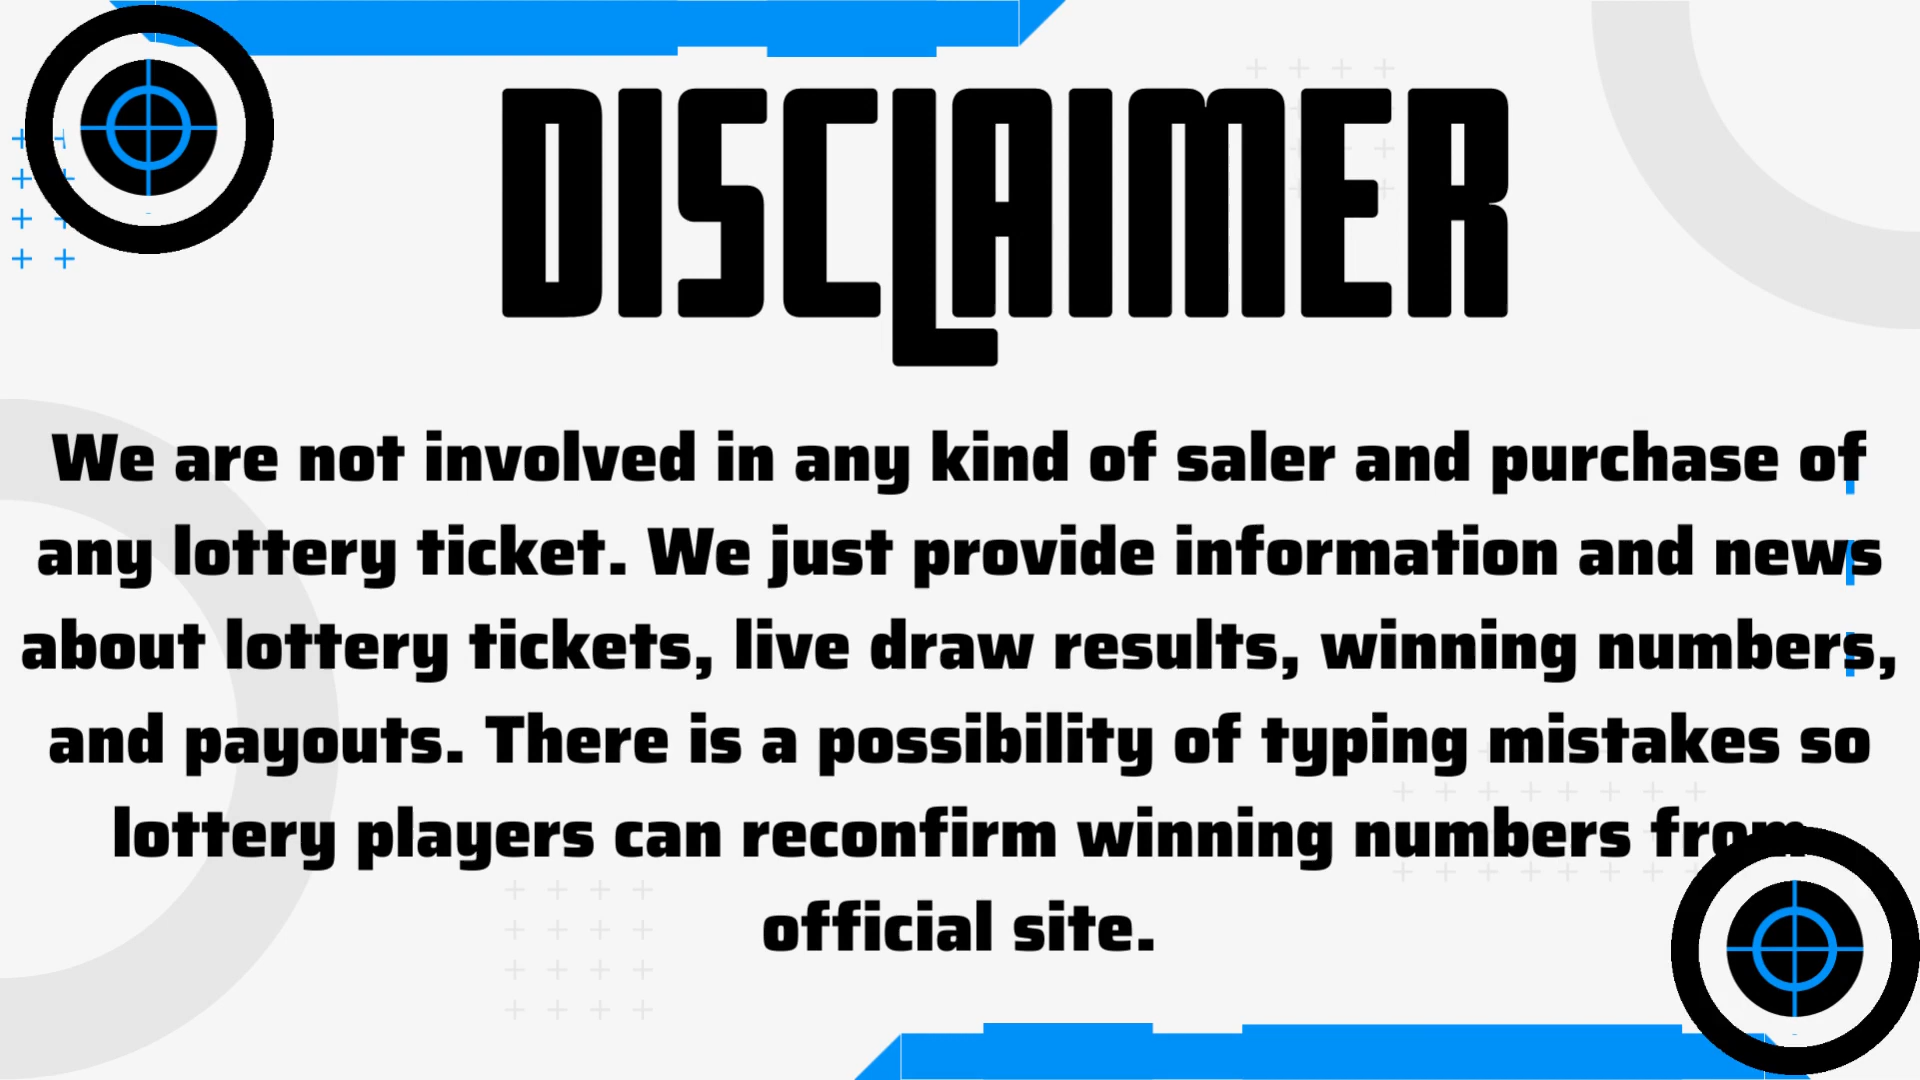 DISCLAIMER
We are not involved in any kind of saler and purchase of
any lottery ticket. We just provide information and news
about lottery tickets, live draw results, winning numbers,
and payouts. There is a possibility of typing mistakes so
lottery players can reconfirm winning numbers from
official site.